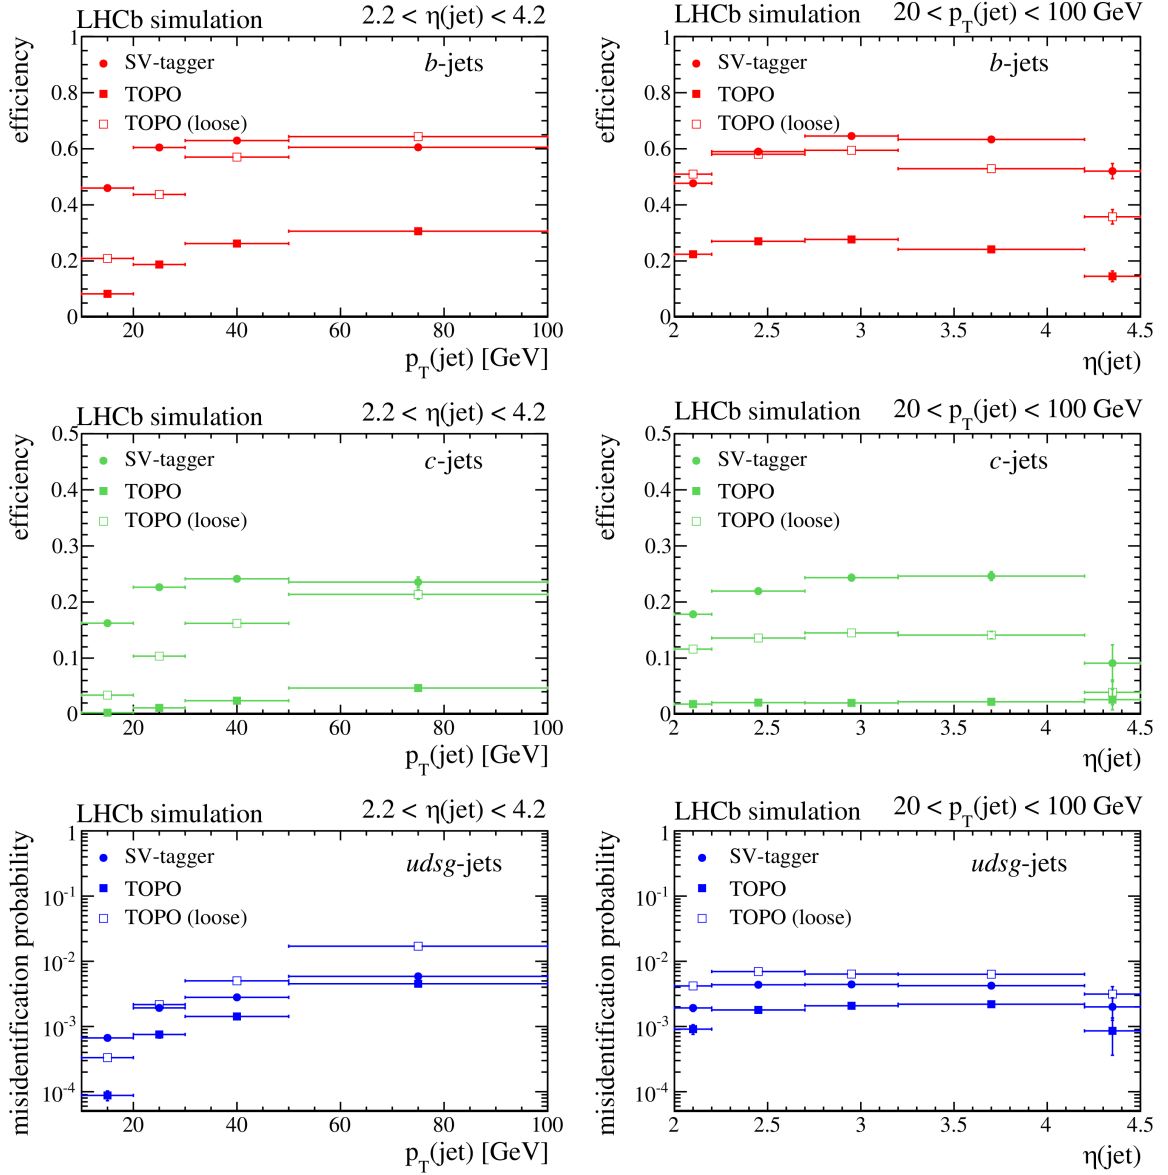 LHCb simulation 2.2 < η(jet) < 4.2
efficiency
1
0.8
0.6
0.4
0.2
0
SV-tagger
TOPO
TOPO (loose)
b-jets
20 40 60 80 100
p_T(jet) [GeV]
LHCb simulation 20 < p_T(jet) < 100 GeV
efficiency
1
0.8
0.6
0.4
0.2
0
SV-tagger
TOPO
TOPO (loose)
b-jets
2 2.5 3 3.5 4 4.5
η(jet)
LHCb simulation 2.2 < η(jet) < 4.2
efficiency
0.5
0.4
0.3
0.2
0.1
0
SV-tagger
TOPO
TOPO (loose)
c-jets
20 40 60 80 100
p_T(jet) [GeV]
LHCb simulation 20 < p_T(jet) < 100 GeV
efficiency
0.5
0.4
0.3
0.2
0.1
0
SV-tagger
TOPO
TOPO (loose)
c-jets
2 2.5 3 3.5 4 4.5
η(jet)
LHCb simulation 2.2 < η(jet) < 4.2
misidentification probability
1
10⁻¹
10⁻²
10⁻³
10⁻⁴
SV-tagger
TOPO
TOPO (loose)
udsg-jets
20 40 60 80 100
p_T(jet) [GeV]
LHCb simulation 20 < p_T(jet) < 100 GeV
misidentification probability
1
10⁻¹
10⁻²
10⁻³
10⁻⁴
SV-tagger
TOPO
TOPO (loose)
udsg-jets
2 2.5 3 3.5 4 4.5
η(jet)